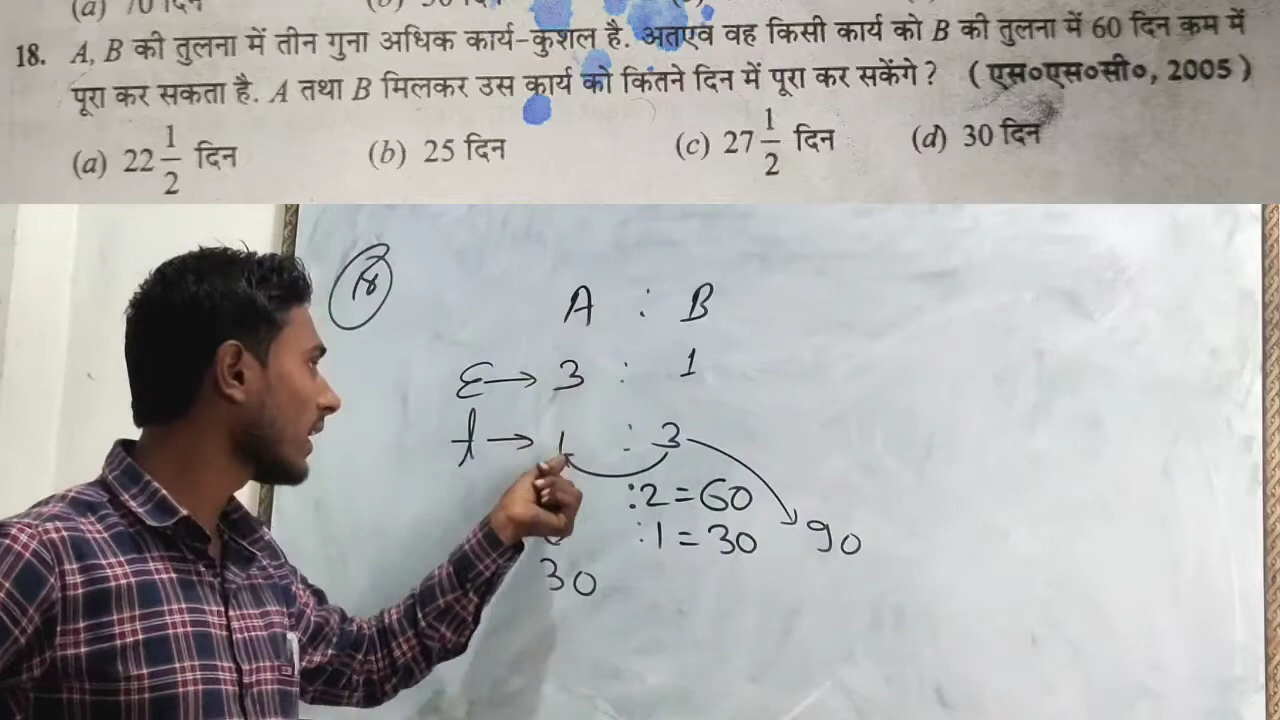 (a) 70 दिन
18. A, B की तुलना में तीन गुना अधिक कार्य-कुशल है. अतएव वह किसी कार्य को B की तुलना में 60 दिन कम में
पूरा कर सकता है. A तथा B मिलकर उस कार्य को कितने दिन में पूरा कर सकेंगे ? ( एस०एस०सी०, 2005 )
(a) 22 1/2 दिन (b) 25 दिन (c) 27 1/2 दिन (d) 30 दिन
18
A : B
E → 3 : 1
t → 1 : 3
:2 = 60
:1 = 30 90
30